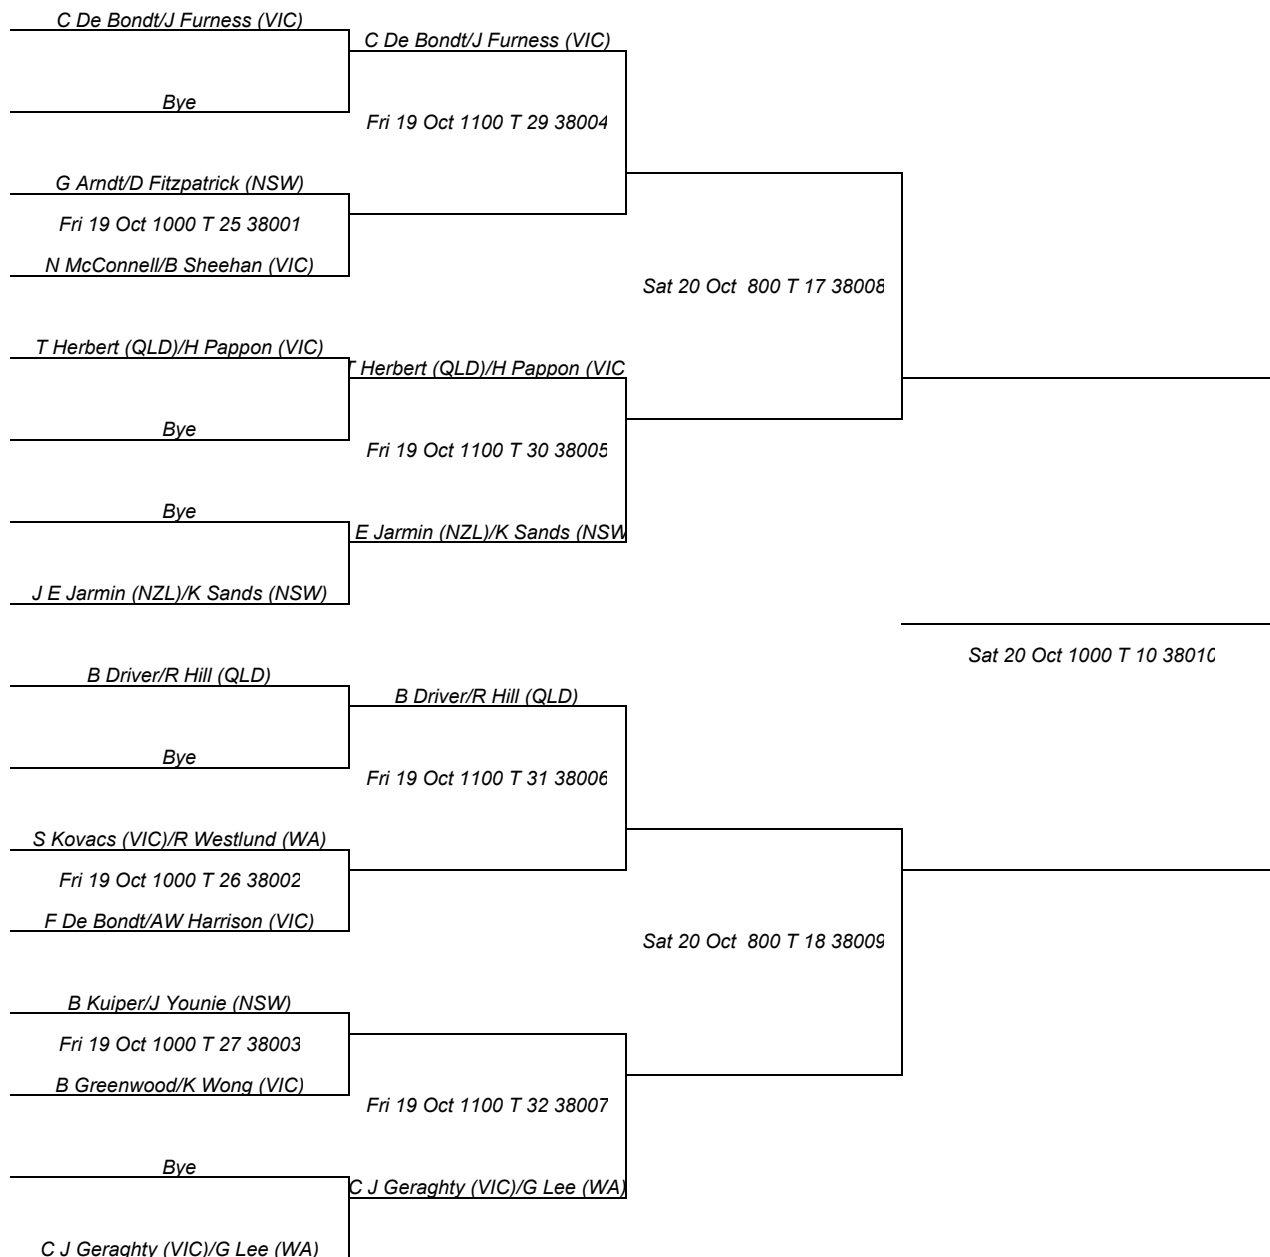 C De Bondt/J Furness (VIC)
C De Bondt/J Furness (VIC)
Bye
Fri 19 Oct 1100 T 29 38004
G Arndt/D Fitzpatrick (NSW)
Fri 19 Oct 1000 T 25 38001
N McConnell/B Sheehan (VIC)
Sat 20 Oct  800 T 17 38008
T Herbert (QLD)/H Pappon (VIC)
T Herbert (QLD)/H Pappon (VIC
Bye
Fri 19 Oct 1100 T 30 38005
Bye
E Jarmin (NZL)/K Sands (NSW
J E Jarmin (NZL)/K Sands (NSW)
Sat 20 Oct 1000 T 10 38010
B Driver/R Hill (QLD)
B Driver/R Hill (QLD)
Bye
Fri 19 Oct 1100 T 31 38006
S Kovacs (VIC)/R Westlund (WA)
Fri 19 Oct 1000 T 26 38002
F De Bondt/AW Harrison (VIC)
Sat 20 Oct  800 T 18 38009
B Kuiper/J Younie (NSW)
Fri 19 Oct 1000 T 27 38003
B Greenwood/K Wong (VIC)
Fri 19 Oct 1100 T 32 38007
Bye
C J Geraghty (VIC)/G Lee (WA)
C J Geraghty (VIC)/G Lee (WA)